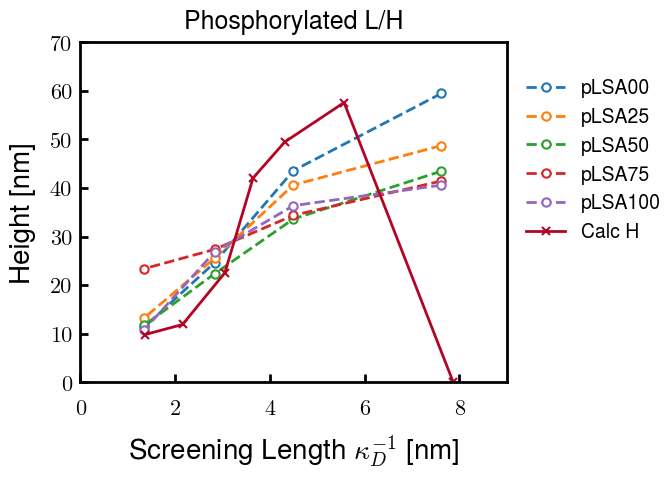 Phosphorylated L/H
Height [nm]
70
60
50
40
30
20
10
0
0 2 4 6 8
Screening Length κ_D^{-1} [nm]
pLSA00
pLSA25
pLSA50
pLSA75
pLSA100
Calc H